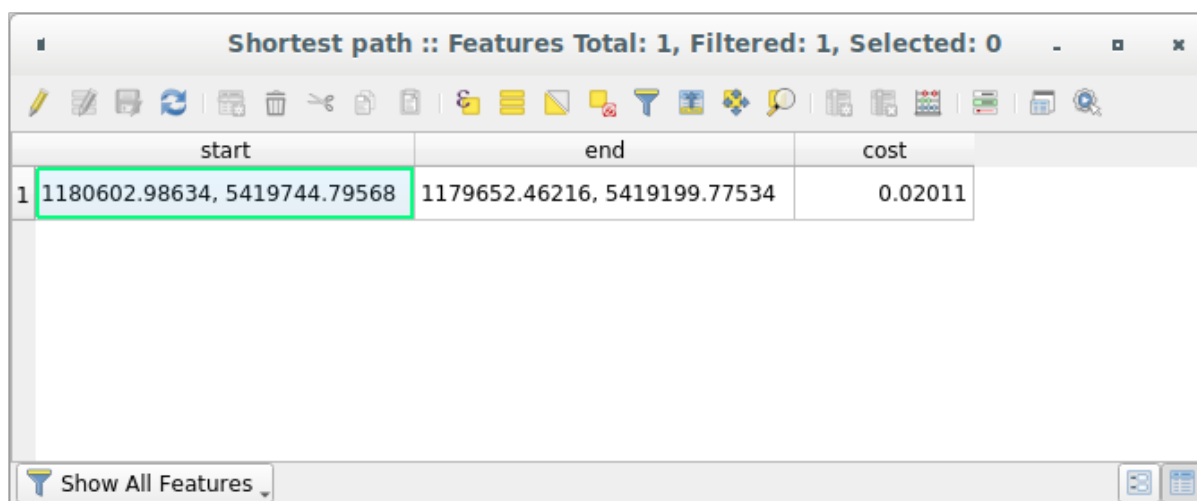 Shortest path :: Features Total: 1, Filtered: 1, Selected: 0
start end cost
1 1180602.98634, 5419744.79568 1179652.46216, 5419199.77534 0.02011
Show All Features